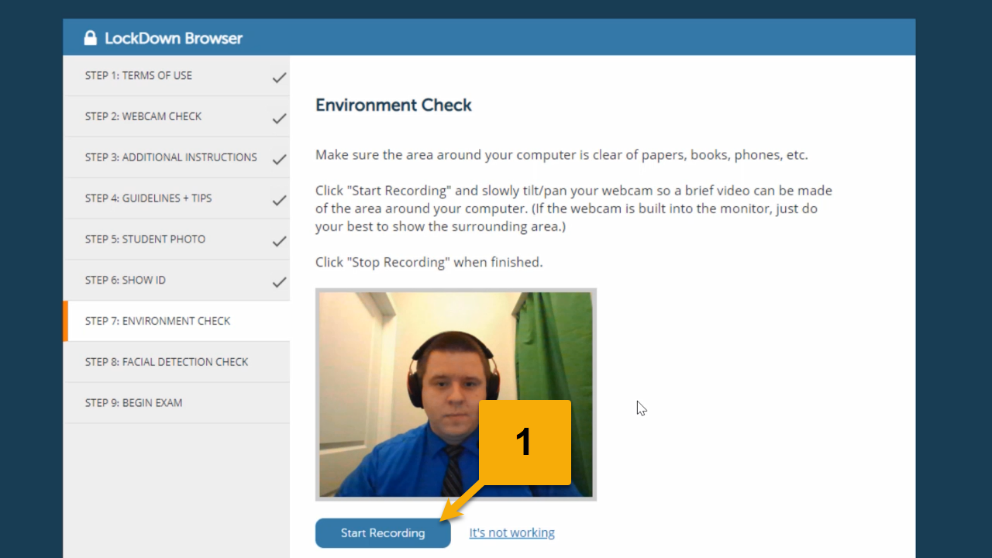 LockDown Browser
STEP 1: TERMS OF USE
STEP 2: WEBCAM CHECK
STEP 3: ADDITIONAL INSTRUCTIONS
STEP 4: GUIDELINES + TIPS
STEP 5: STUDENT PHOTO
STEP 6: SHOW ID
STEP 7: ENVIRONMENT CHECK
STEP 8: FACIAL DETECTION CHECK
STEP 9: BEGIN EXAM
Environment Check
Make sure the area around your computer is clear of papers, books, phones, etc.
Click "Start Recording" and slowly tilt/pan your webcam so a brief video can be made
of the area around your computer. (If the webcam is built into the monitor, just do
your best to show the surrounding area.)
Click "Stop Recording" when finished.
1
Start Recording
It's not working